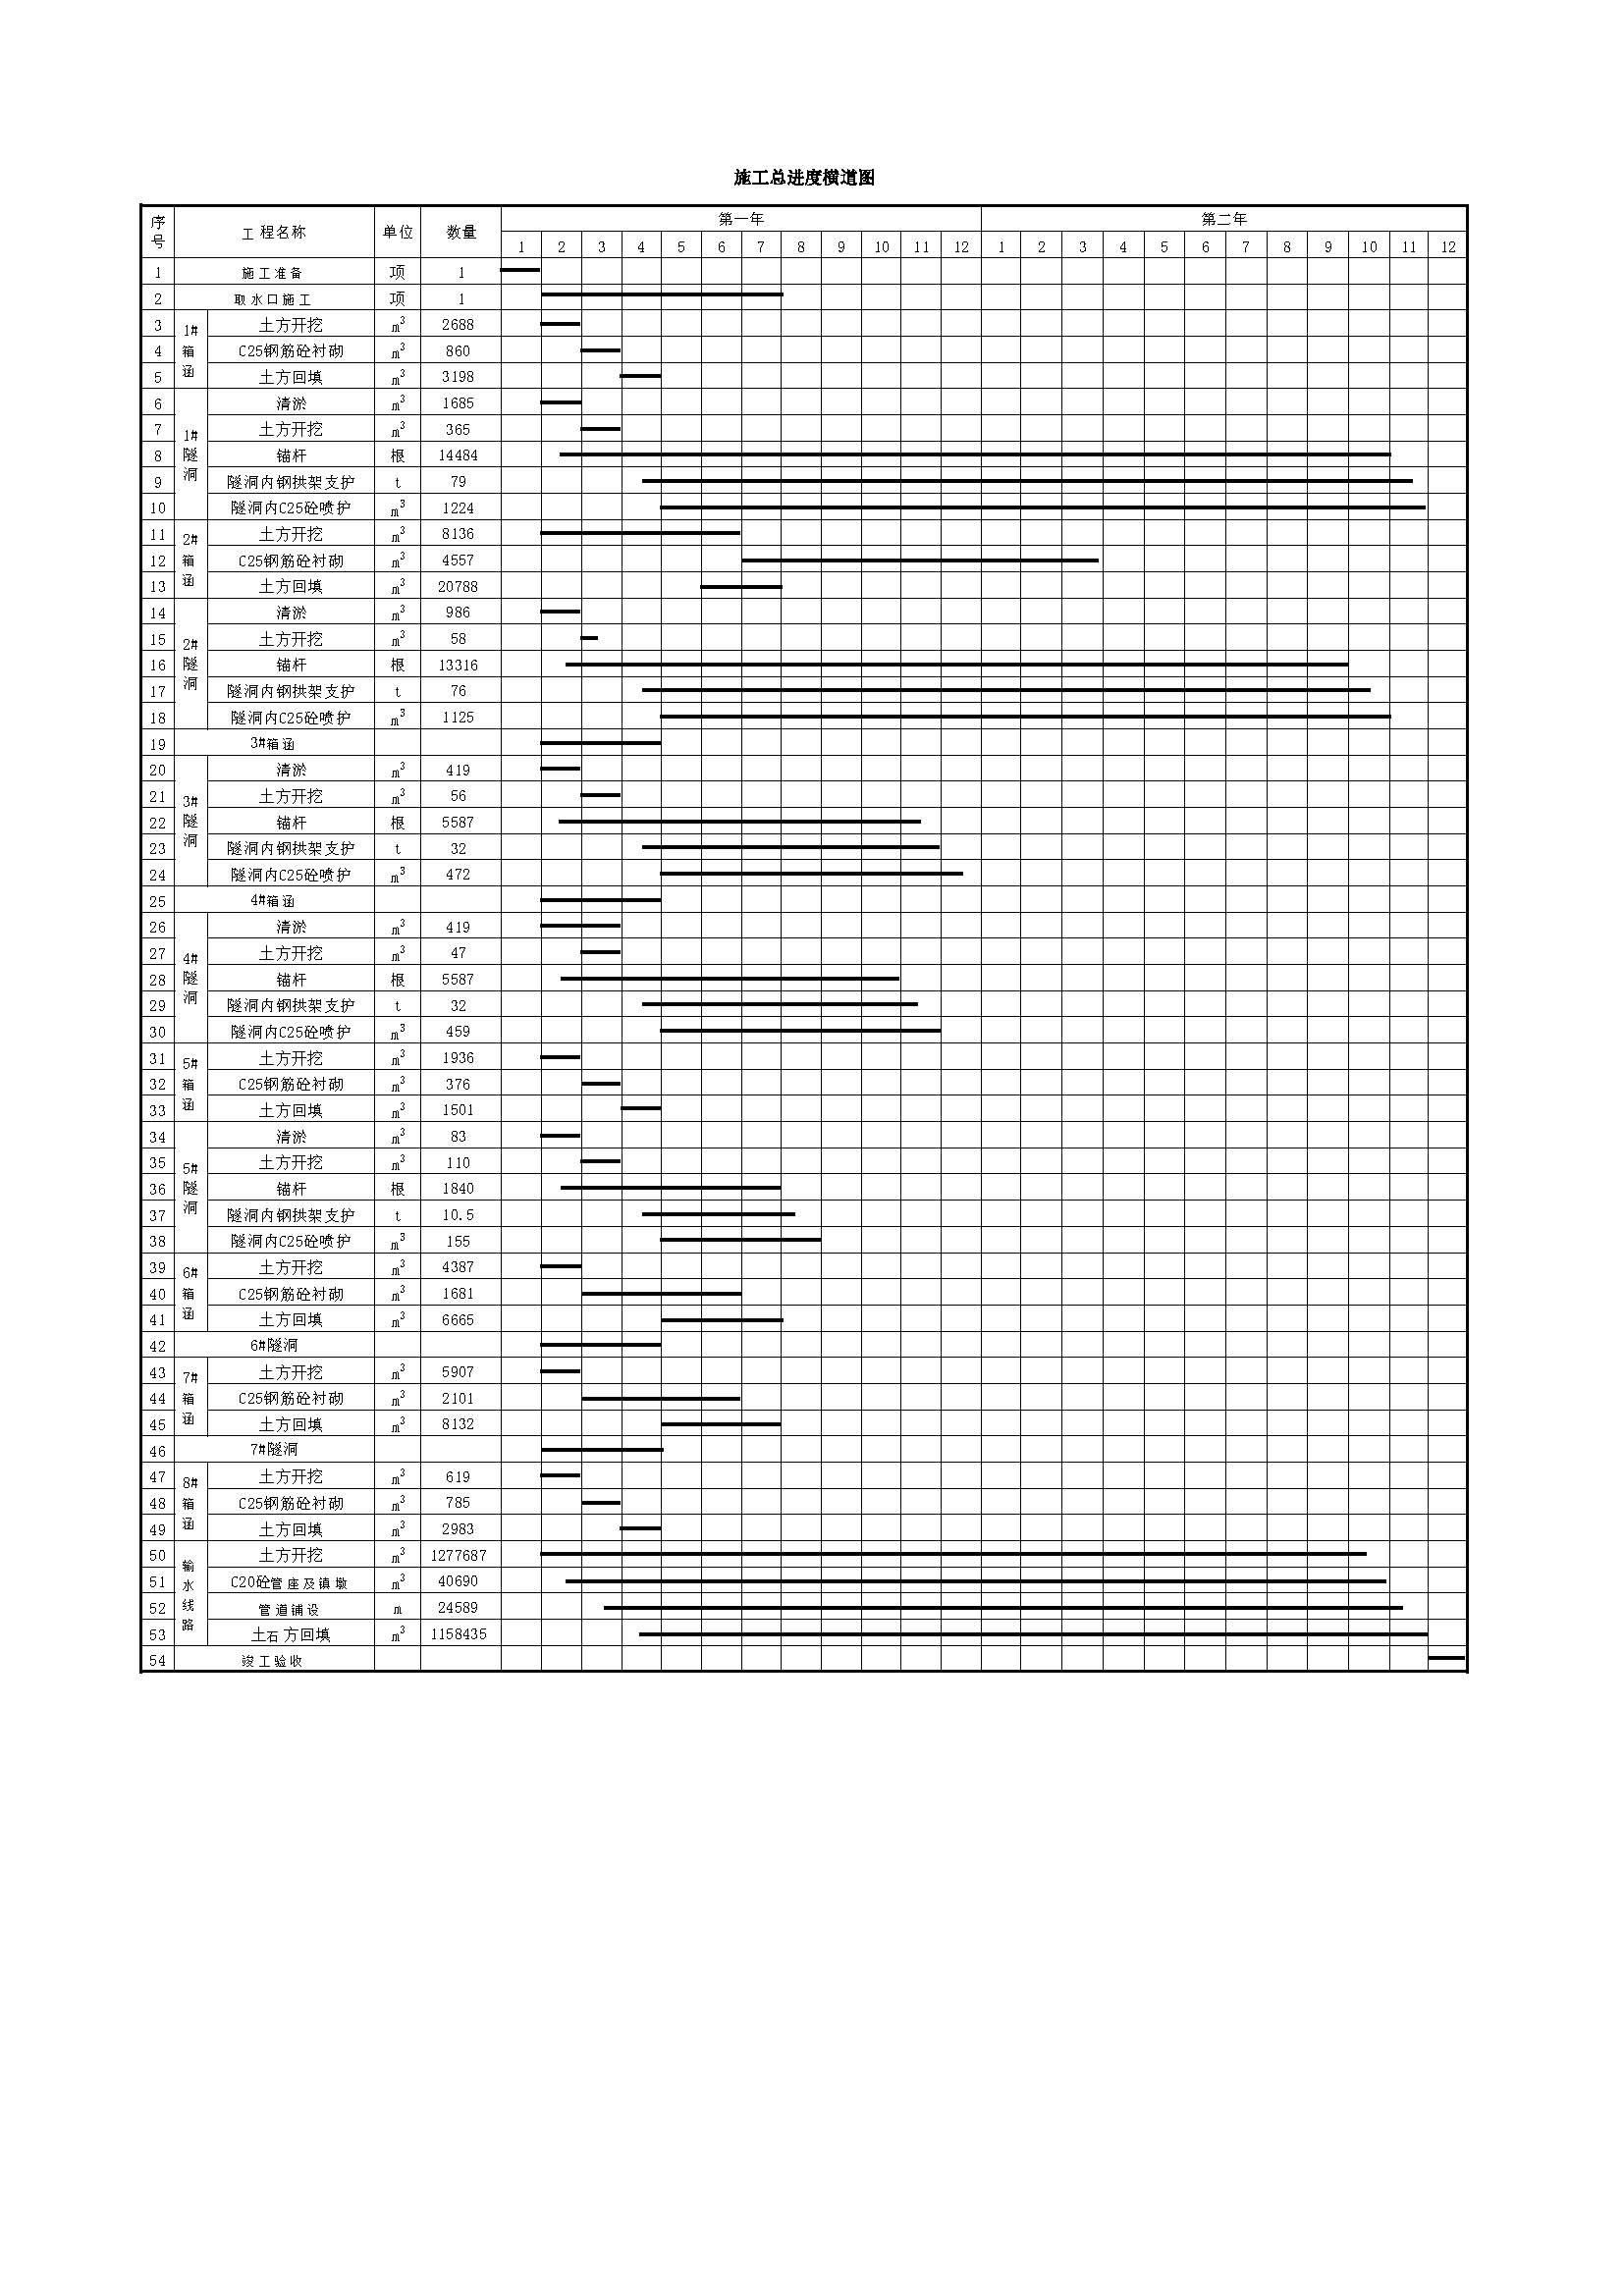 施工总进度横道图
序号 工程名称 单位 数量 第一年 第二年
1 2 3 4 5 6 7 8 9 10 11 12 1 2 3 4 5 6 7 8 9 10 11 12
1 施工准备 项 1
2 取水口施工 项 1
1#箱涵
3 土方开挖 m³ 2688
4 C25钢筋砼衬砌 m³ 860
5 土方回填 m³ 3198
1#隧洞
6 清淤 m³ 1685
7 土方开挖 m³ 365
8 锚杆 根 14484
9 隧洞内钢拱架支护 t 79
10 隧洞内C25砼喷护 m³ 1224
2#箱涵
11 土方开挖 m³ 8136
12 C25钢筋砼衬砌 m³ 4557
13 土方回填 m³ 20788
2#隧洞
14 清淤 m³ 986
15 土方开挖 m³ 58
16 锚杆 根 13316
17 隧洞内钢拱架支护 t 76
18 隧洞内C25砼喷护 m³ 1125
19 3#箱涵
3#隧洞
20 清淤 m³ 419
21 土方开挖 m³ 56
22 锚杆 根 5587
23 隧洞内钢拱架支护 t 32
24 隧洞内C25砼喷护 m³ 472
25 4#箱涵
4#隧洞
26 清淤 m³ 419
27 土方开挖 m³ 47
28 锚杆 根 5587
29 隧洞内钢拱架支护 t 32
30 隧洞内C25砼喷护 m³ 459
5#箱涵
31 土方开挖 m³ 1936
32 C25钢筋砼衬砌 m³ 376
33 土方回填 m³ 1501
5#隧洞
34 清淤 m³ 83
35 土方开挖 m³ 110
36 锚杆 根 1840
37 隧洞内钢拱架支护 t 10.5
38 隧洞内C25砼喷护 m³ 155
6#箱涵
39 土方开挖 m³ 4387
40 C25钢筋砼衬砌 m³ 1681
41 土方回填 m³ 6665
42 6#隧洞
7#箱涵
43 土方开挖 m³ 5907
44 C25钢筋砼衬砌 m³ 2101
45 土方回填 m³ 8132
46 7#隧洞
8#箱涵
47 土方开挖 m³ 619
48 C25钢筋砼衬砌 m³ 785
49 土方回填 m³ 2983
输水线路
50 土方开挖 m³ 1277687
51 C20砼管座及镇墩 m³ 40690
52 管道铺设 m 24589
53 土石方回填 m³ 1158435
54 竣工验收